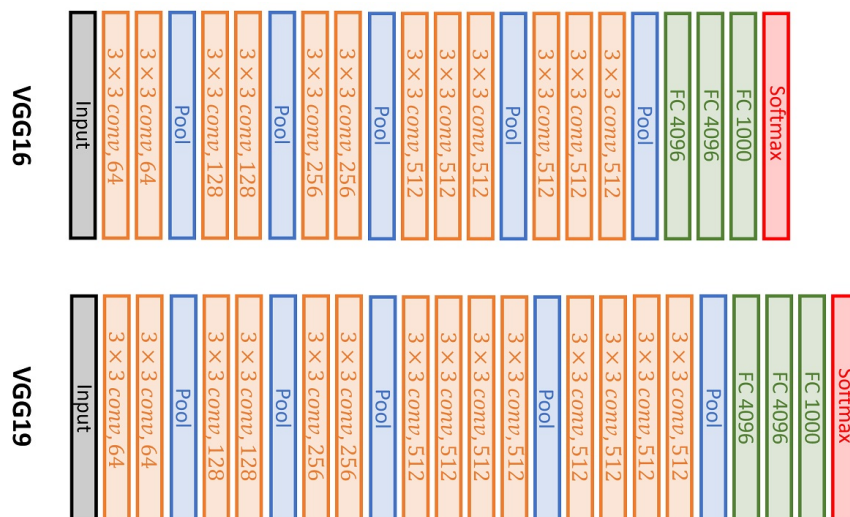 VGG16
Input
3 × 3 conv, 64
3 × 3 conv, 64
Pool
3 × 3 conv, 128
3 × 3 conv, 128
Pool
3 × 3 conv, 256
3 × 3 conv, 256
Pool
3 × 3 conv, 512
3 × 3 conv, 512
3 × 3 conv, 512
Pool
3 × 3 conv, 512
3 × 3 conv, 512
3 × 3 conv, 512
Pool
FC 4096
FC 4096
FC 1000
Softmax
VGG19
Input
3 × 3 conv, 64
3 × 3 conv, 64
Pool
3 × 3 conv, 128
3 × 3 conv, 128
Pool
3 × 3 conv, 256
3 × 3 conv, 256
Pool
3 × 3 conv, 512
3 × 3 conv, 512
3 × 3 conv, 512
3 × 3 conv, 512
Pool
3 × 3 conv, 512
3 × 3 conv, 512
3 × 3 conv, 512
3 × 3 conv, 512
Pool
FC 4096
FC 4096
FC 1000
Softmax